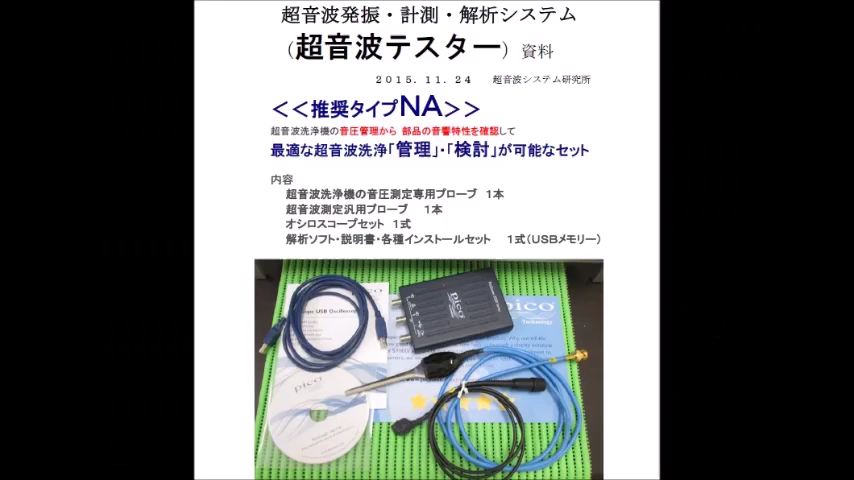 超音波発振・計測・解析システム
（超音波テスター）資料
２０１５．１１．２４　超音波システム研究所
＜＜推奨タイプNA＞＞
超音波洗浄機の音圧管理から 部品の音響特性を確認して
最適な超音波洗浄「管理」・「検討」が可能なセット
内容
超音波洗浄機の音圧測定専用プローブ　１本
超音波測定汎用プローブ　１本
オシロスコープセット　１式
解析ソフト・説明書・各種インストールセット　１式（ＵＳＢメモリー）
pico
pico
Technology
USB Oscilloscope
pico